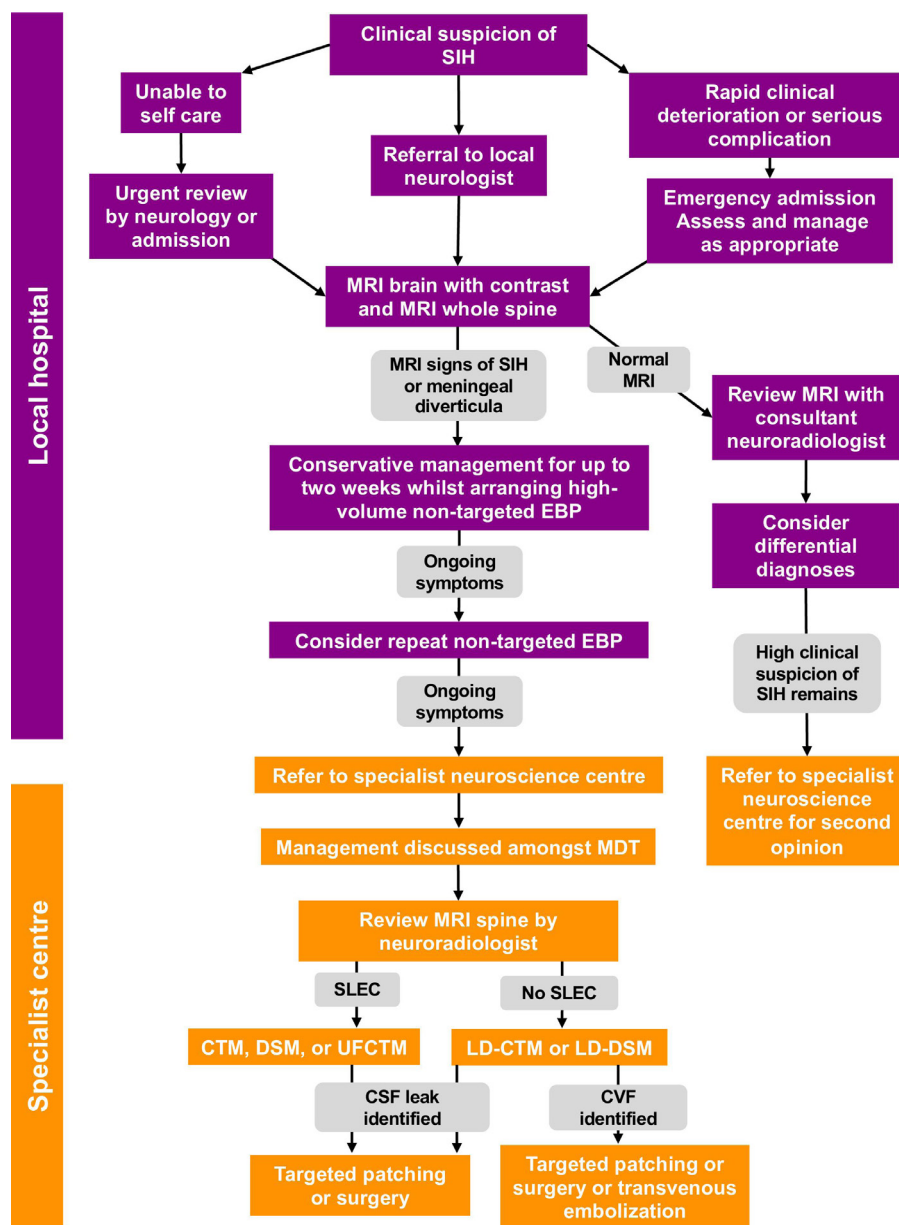 Clinical suspicion of
SIH
Unable to
self care
Rapid clinical
deterioration or serious
complication
Referral to local
neurologist
Urgent review
by neurology or
admission
Emergency admission
Assess and manage
as appropriate
MRI brain with contrast
and MRI whole spine
MRI signs of SIH
or meningeal
diverticula
Normal
MRI
Review MRI with
consultant
neuroradiologist
Conservative management for up to
two weeks whilst arranging high-
volume non-targeted EBP
Consider
differential
diagnoses
Ongoing
symptoms
Consider repeat non-targeted EBP
High clinical
suspicion of
SIH remains
Ongoing
symptoms
Local hospital
Refer to specialist neuroscience centre
Refer to specialist
neuroscience
centre for second
opinion
Management discussed amongst MDT
Review MRI spine by
neuroradiologist
SLEC
No SLEC
CTM, DSM, or UFCTM
LD-CTM or LD-DSM
CSF leak
identified
CVF
identified
Targeted patching
or surgery
Targeted patching or
surgery or transvenous
embolization
Specialist centre